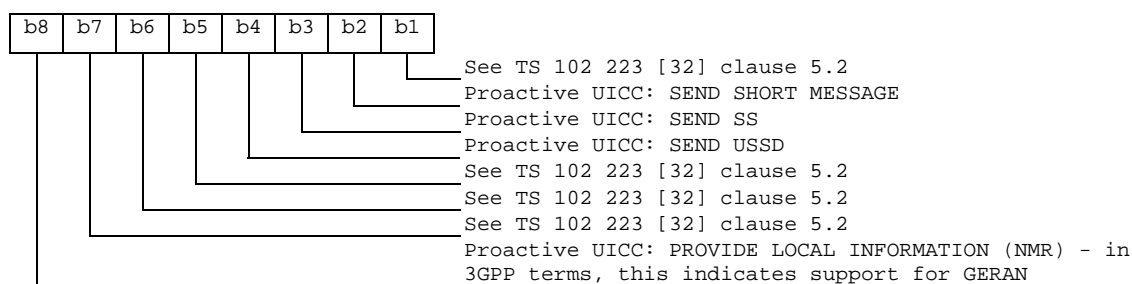 b8 b7 b6 b5 b4 b3 b2 b1
See TS 102 223 [32] clause 5.2
Proactive UICC: SEND SHORT MESSAGE
Proactive UICC: SEND SS
Proactive UICC: SEND USSD
See TS 102 223 [32] clause 5.2
See TS 102 223 [32] clause 5.2
See TS 102 223 [32] clause 5.2
Proactive UICC: PROVIDE LOCAL INFORMATION (NMR) - in
3GPP terms, this indicates support for GERAN